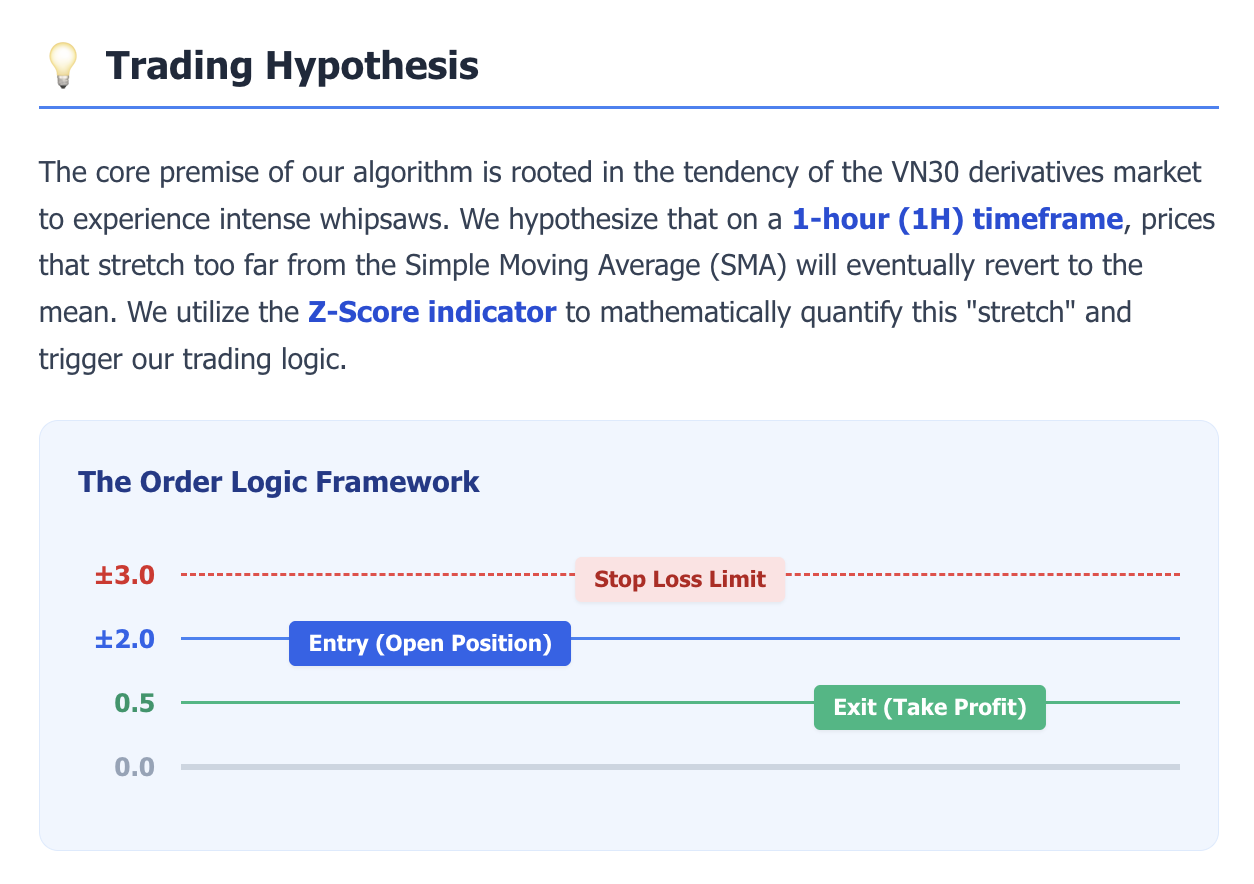 Trading Hypothesis
The core premise of our algorithm is rooted in the tendency of the VN30 derivatives market
to experience intense whipsaws. We hypothesize that on a 1-hour (1H) timeframe, prices
that stretch too far from the Simple Moving Average (SMA) will eventually revert to the
mean. We utilize the Z-Score indicator to mathematically quantify this "stretch" and
trigger our trading logic.
The Order Logic Framework
±3.0 Stop Loss Limit
±2.0 Entry (Open Position)
0.5 Exit (Take Profit)
0.0